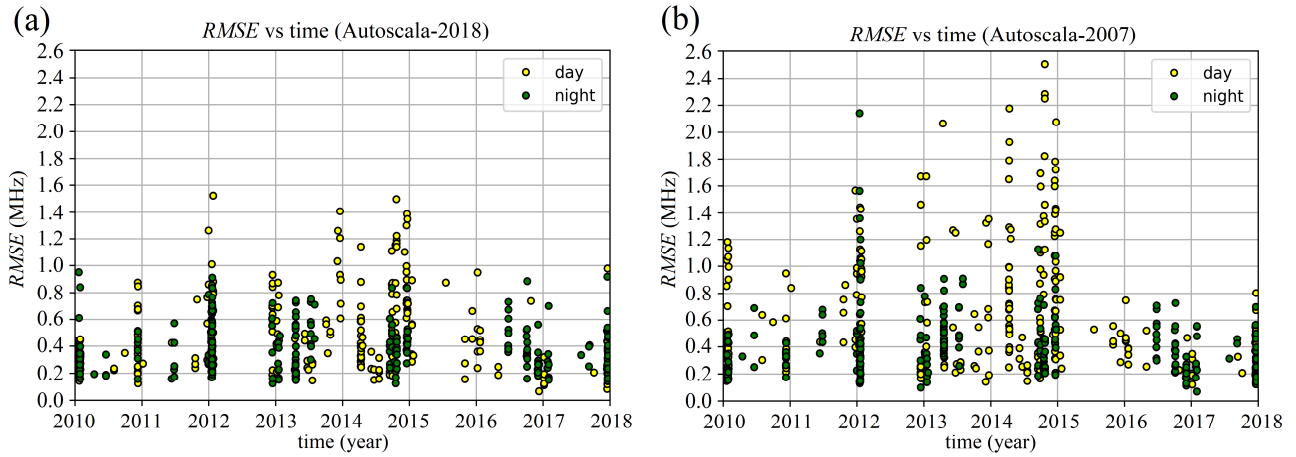 (a)
RMSE vs time (Autoscala-2018)
2.6
2.4
2.2
2.0
1.8
1.6
1.4
1.2
1.0
0.8
0.6
0.4
0.2
0.0
RMSE (MHz)
day
night
2010 2011 2012 2013 2014 2015 2016 2017 2018
time (year)
(b)
RMSE vs time (Autoscala-2007)
2.6
2.4
2.2
2.0
1.8
1.6
1.4
1.2
1.0
0.8
0.6
0.4
0.2
0.0
RMSE (MHz)
day
night
2010 2011 2012 2013 2014 2015 2016 2017 2018
time (year)